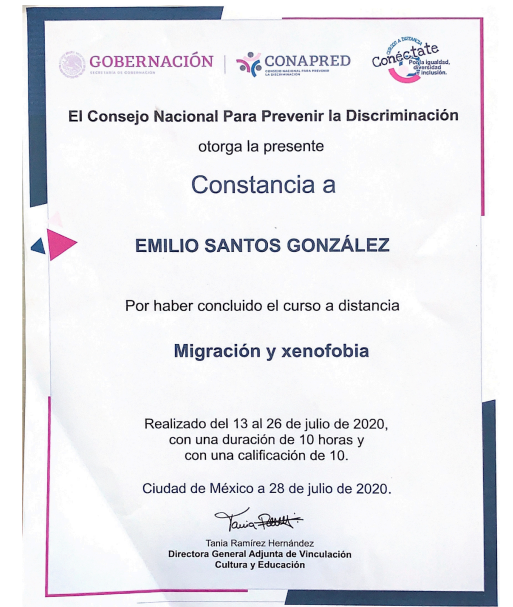 GOBERNACIÓN
SECRETARÍA DE GOBERNACIÓN
CONAPRED
CONSEJO NACIONAL PARA PREVENIR
LA DISCRIMINACIÓN
CURSOS A DISTANCIA
Conéctate
Por la igualdad,
diversidad
e inclusión.
El Consejo Nacional Para Prevenir la Discriminación
otorga la presente
Constancia a
EMILIO SANTOS GONZÁLEZ
Por haber concluido el curso a distancia
Migración y xenofobia
Realizado del 13 al 26 de julio de 2020,
con una duración de 10 horas y
con una calificación de 10.
Ciudad de México a 28 de julio de 2020.
Tania Ramírez Hernández
Directora General Adjunta de Vinculación
Cultura y Educación